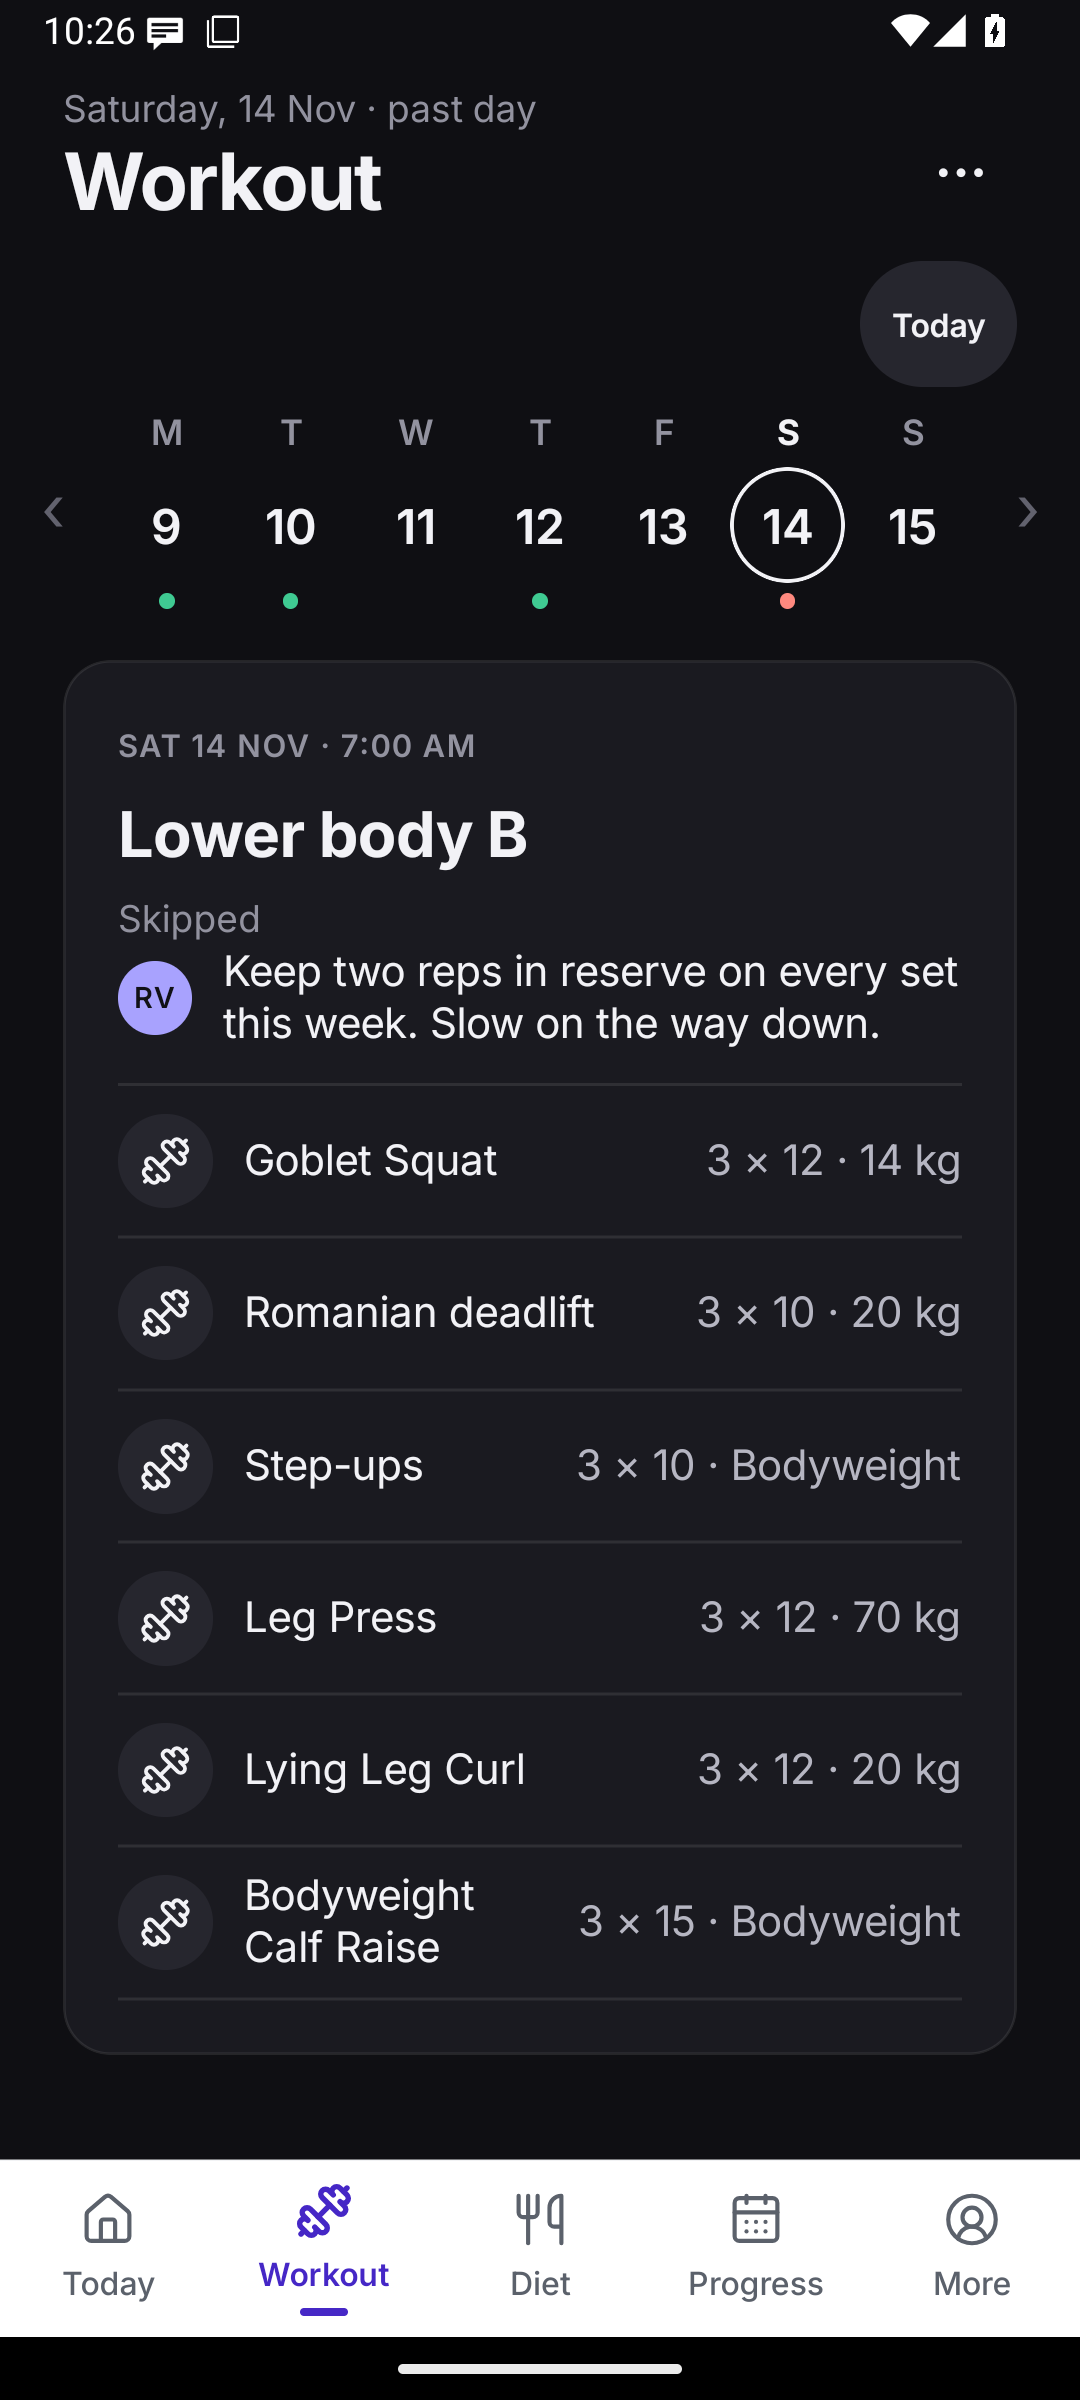 10:26
Saturday, 14 Nov · past day
Workout
Today
M T W T F S S
9 10 11 12 13 14 15
SAT 14 NOV · 7:00 AM
Lower body B
Skipped
RV
Keep two reps in reserve on every set
this week. Slow on the way down.
Goblet Squat 3 × 12 · 14 kg
Romanian deadlift 3 × 10 · 20 kg
Step-ups 3 × 10 · Bodyweight
Leg Press 3 × 12 · 70 kg
Lying Leg Curl 3 × 12 · 20 kg
Bodyweight
Calf Raise 3 × 15 · Bodyweight
Today Workout Diet Progress More